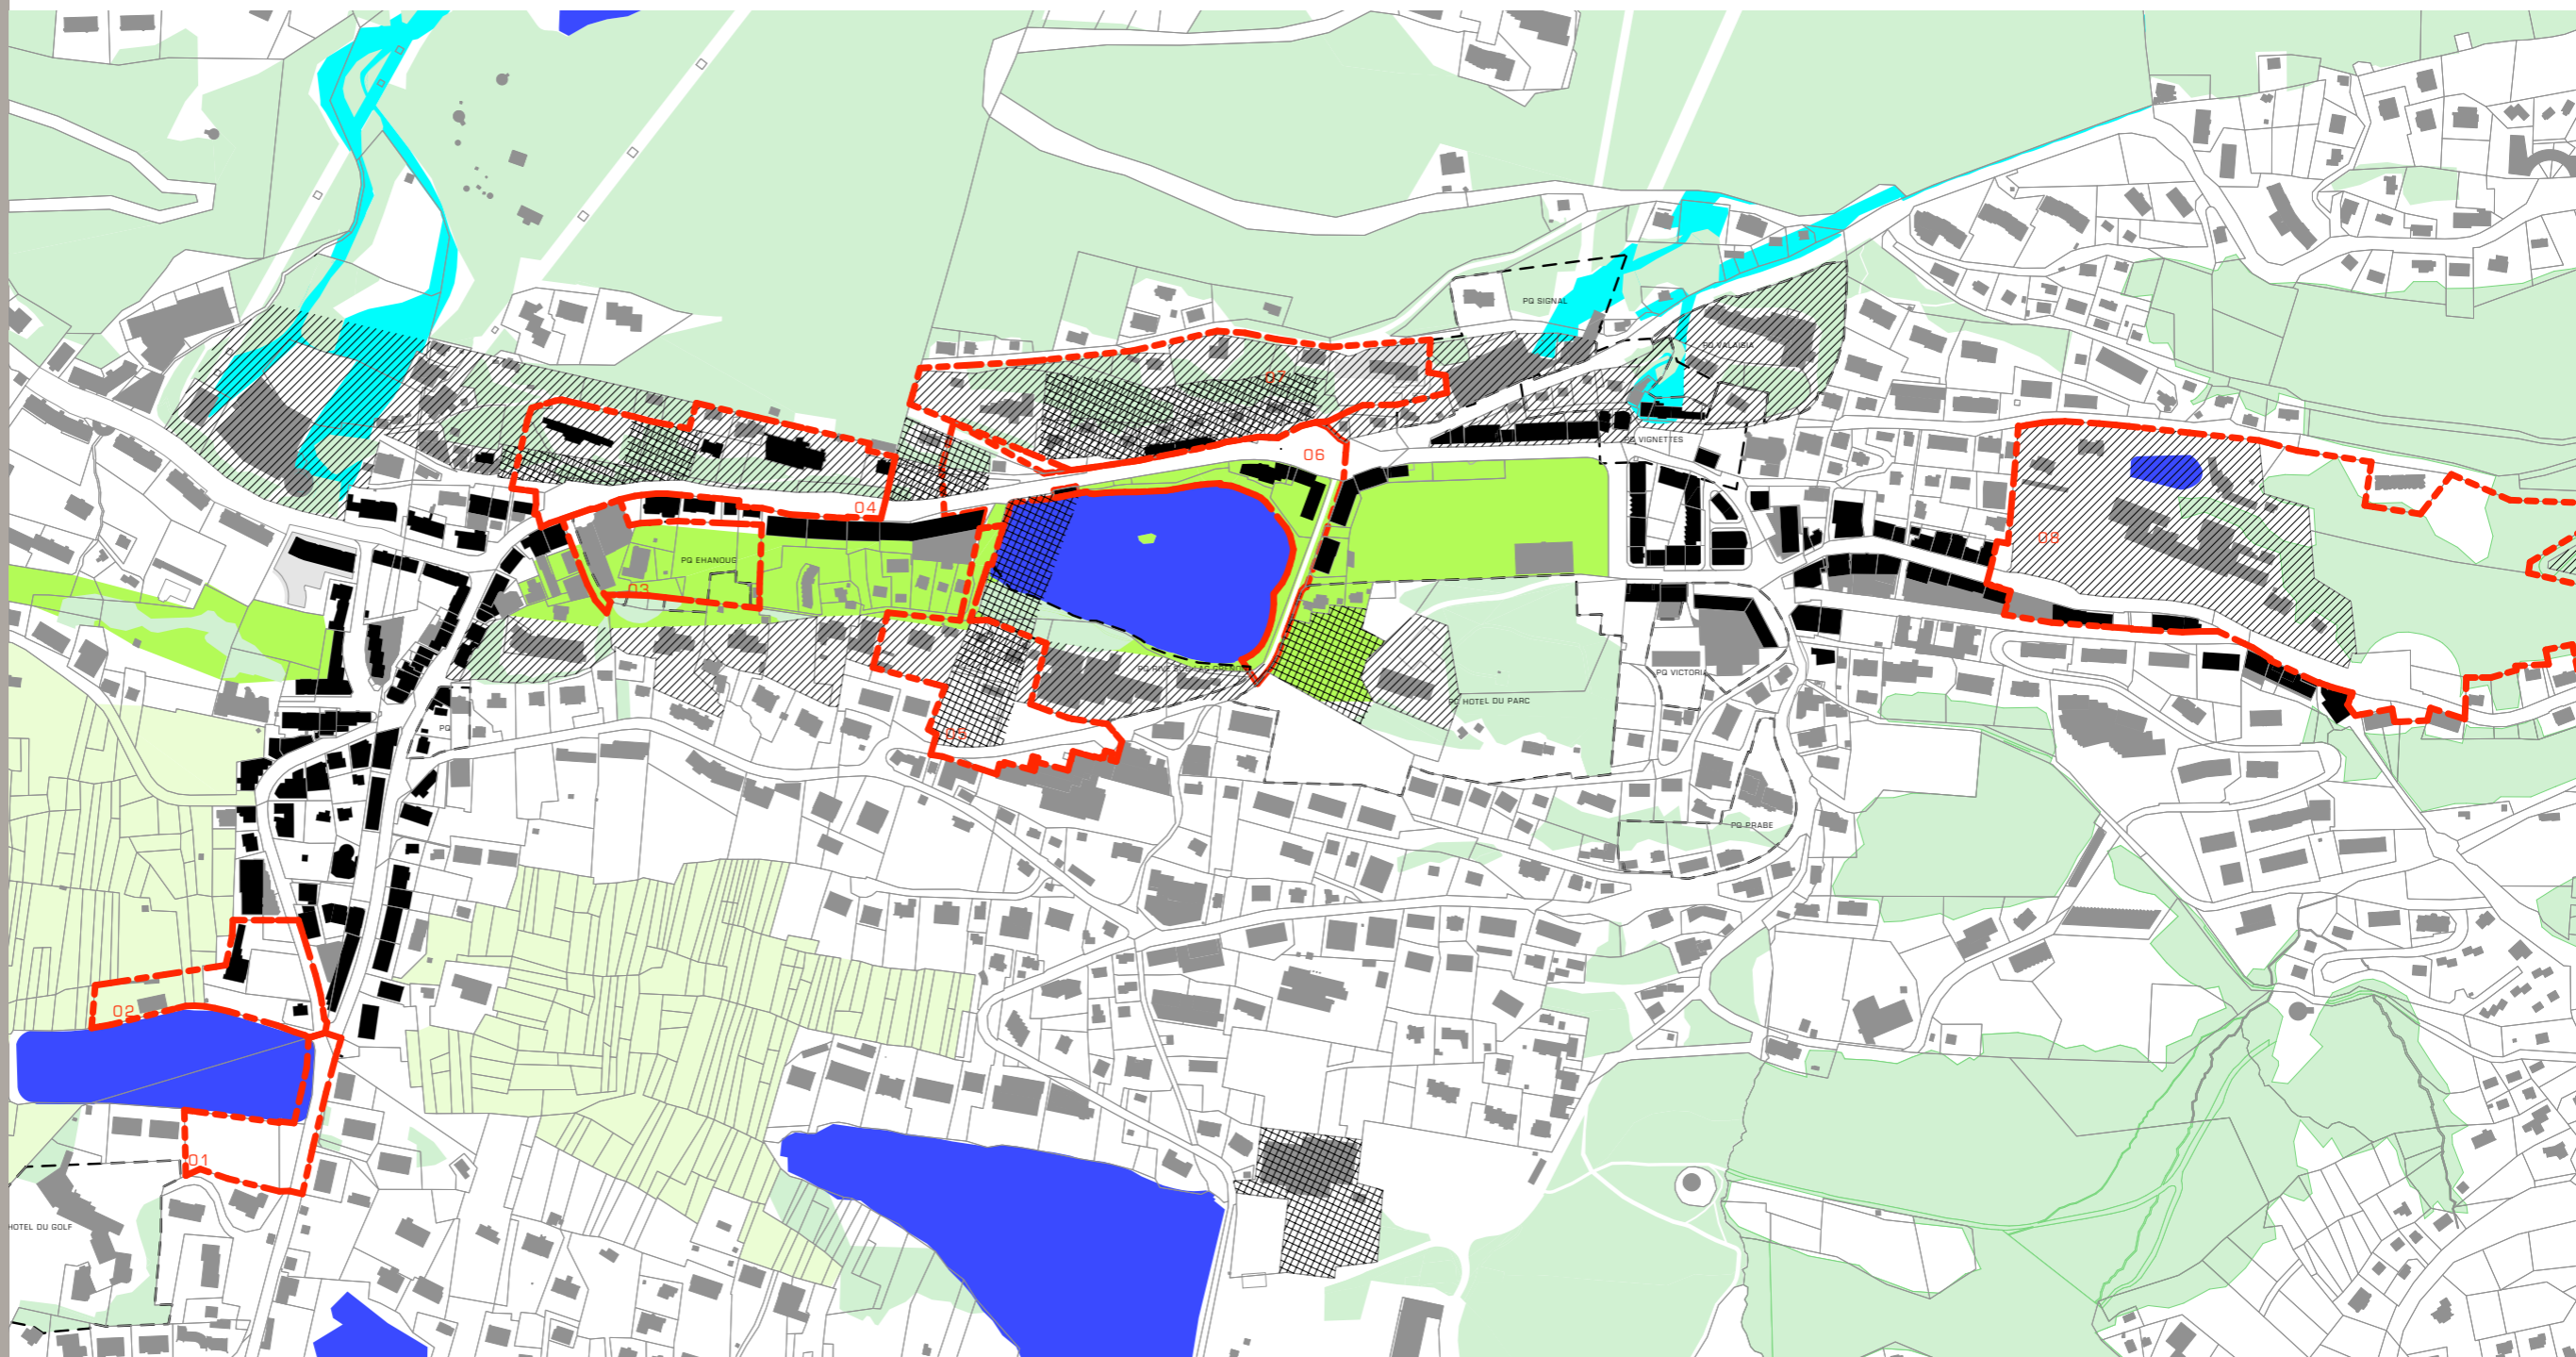 PQ SIGNAL
PQ VALAISIA
07
PQ VIGNETTES
06
04
08
PQ EHANOUG
03
PQ VICTORIA
PQ HOTEL DU PARC
PQ
05
PQ PRABE
02
01
HOTEL DU GOLF